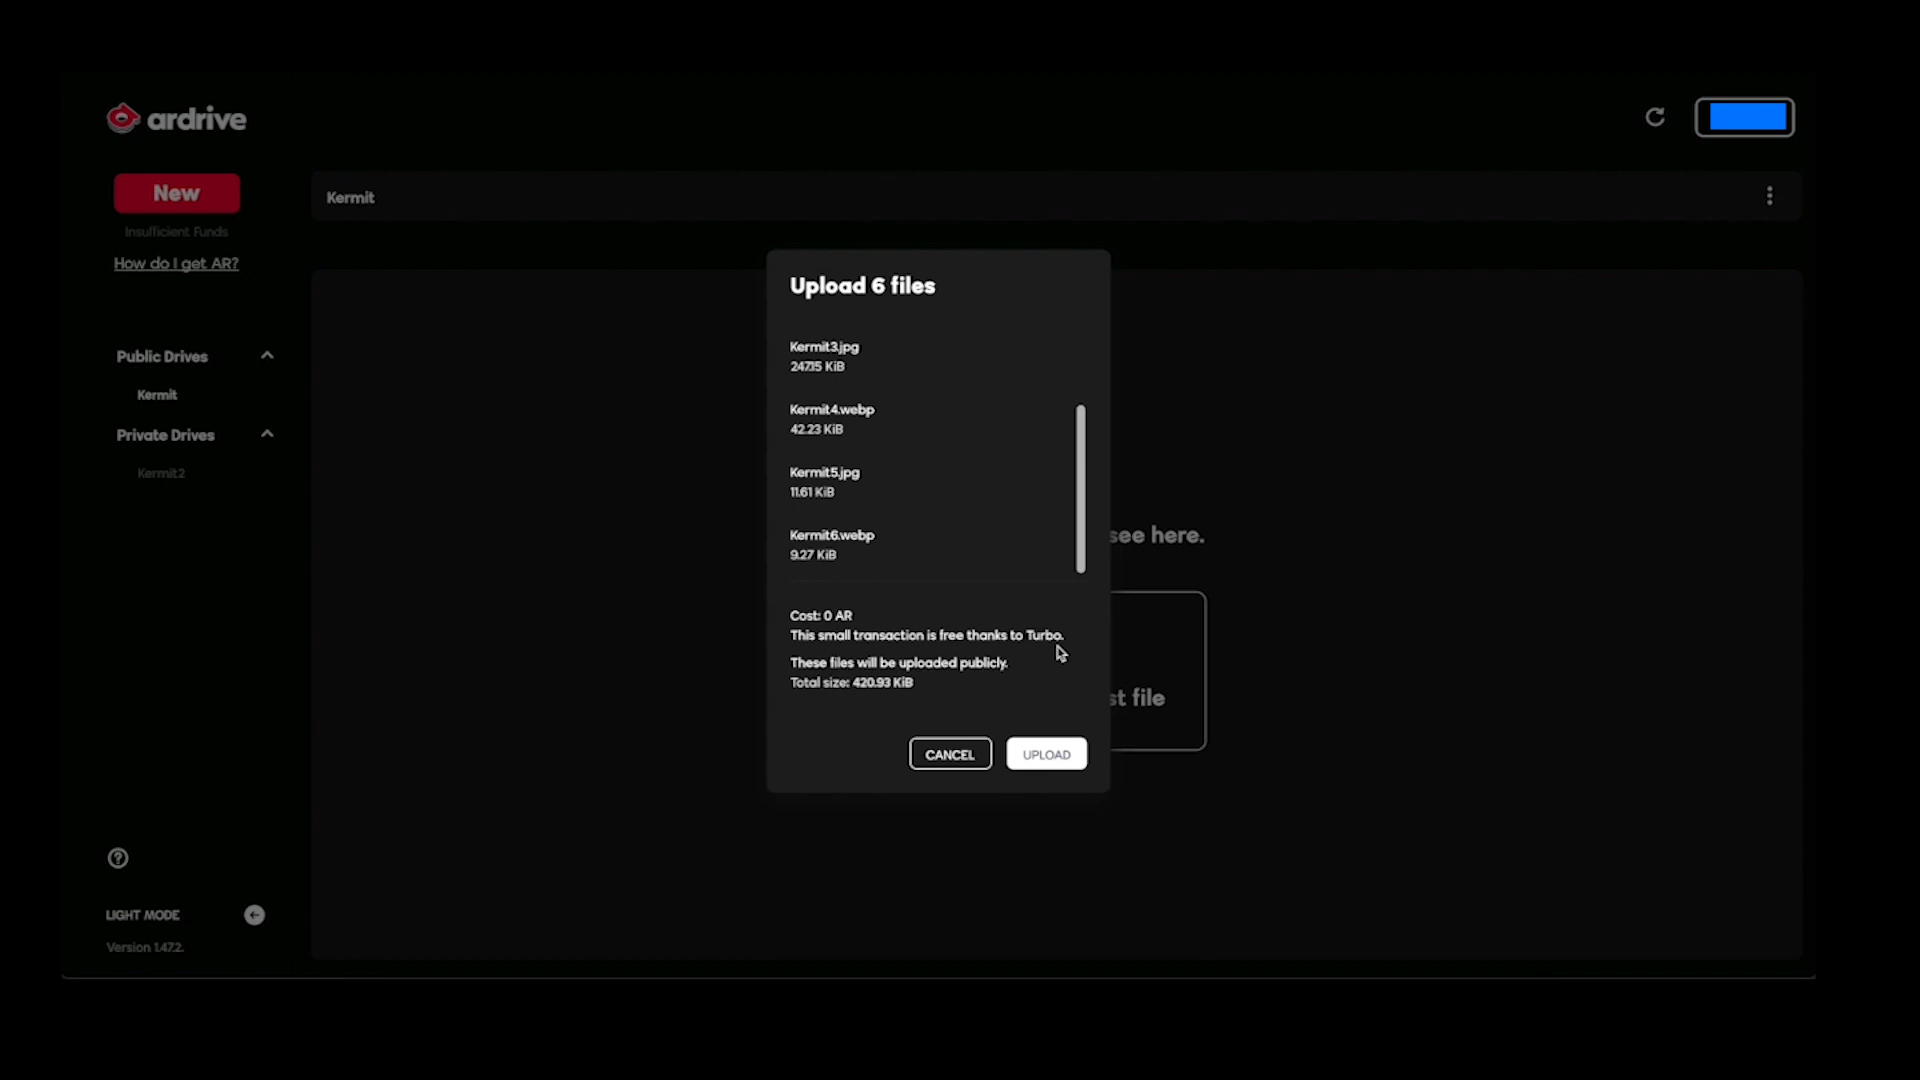 ardrive
New
Insufficient Funds
How do I get AR?
Public Drives
Kermit
Private Drives
Kermit2
LIGHT MODE
Version 1.47.2.
Kermit
Upload 6 files
Kermit3.jpg
247.15 KiB
Kermit4.webp
42.23 KiB
Kermit5.jpg
11.61 KiB
Kermit6.webp
9.27 KiB
Cost: 0 AR
This small transaction is free thanks to Turbo.
These files will be uploaded publicly.
Total size: 420.93 KiB
CANCEL
UPLOAD
see here.
st file